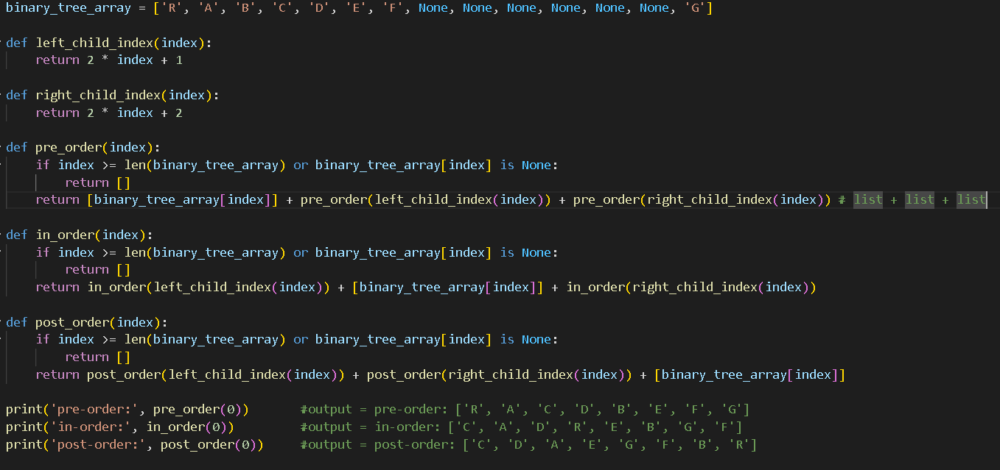 binary_tree_array = ['R', 'A', 'B', 'C', 'D', 'E', 'F', None, None, None, None, None, None, 'G']
def left_child_index(index):
    return 2 * index + 1
def right_child_index(index):
    return 2 * index + 2
def pre_order(index):
    if index >= len(binary_tree_array) or binary_tree_array[index] is None:
        return []
    return [binary_tree_array[index]] + pre_order(left_child_index(index)) + pre_order(right_child_index(index)) # list + list + list
def in_order(index):
    if index >= len(binary_tree_array) or binary_tree_array[index] is None:
        return []
    return in_order(left_child_index(index)) + [binary_tree_array[index]] + in_order(right_child_index(index))
def post_order(index):
    if index >= len(binary_tree_array) or binary_tree_array[index] is None:
        return []
    return post_order(left_child_index(index)) + post_order(right_child_index(index)) + [binary_tree_array[index]]
print('pre-order:', pre_order(0))       #output = pre-order: ['R', 'A', 'C', 'D', 'B', 'E', 'F', 'G']
print('in-order:', in_order(0))         #output = in-order: ['C', 'A', 'D', 'R', 'E', 'B', 'G', 'F']
print('post-order:', post_order(0))     #output = post-order: ['C', 'D', 'A', 'E', 'G', 'F', 'B', 'R']